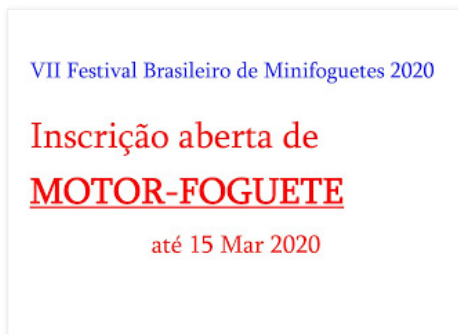 VII Festival Brasileiro de Minifoguetes 2020
Inscrição aberta de
MOTOR-FOGUETE
até 15 Mar 2020